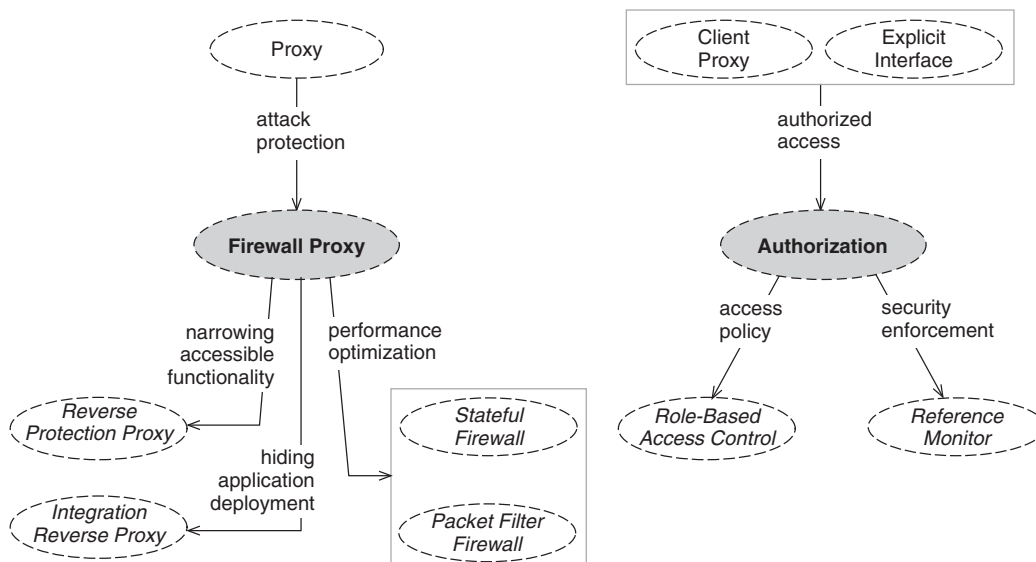 Proxy
attack
protection
Firewall Proxy
narrowing
accessible
functionality
performance
optimization
Reverse
Protection Proxy
hiding
application
deployment
Integration
Reverse Proxy
Stateful
Firewall
Packet Filter
Firewall
Client
Proxy
Explicit
Interface
authorized
access
Authorization
access
policy
security
enforcement
Role-Based
Access Control
Reference
Monitor